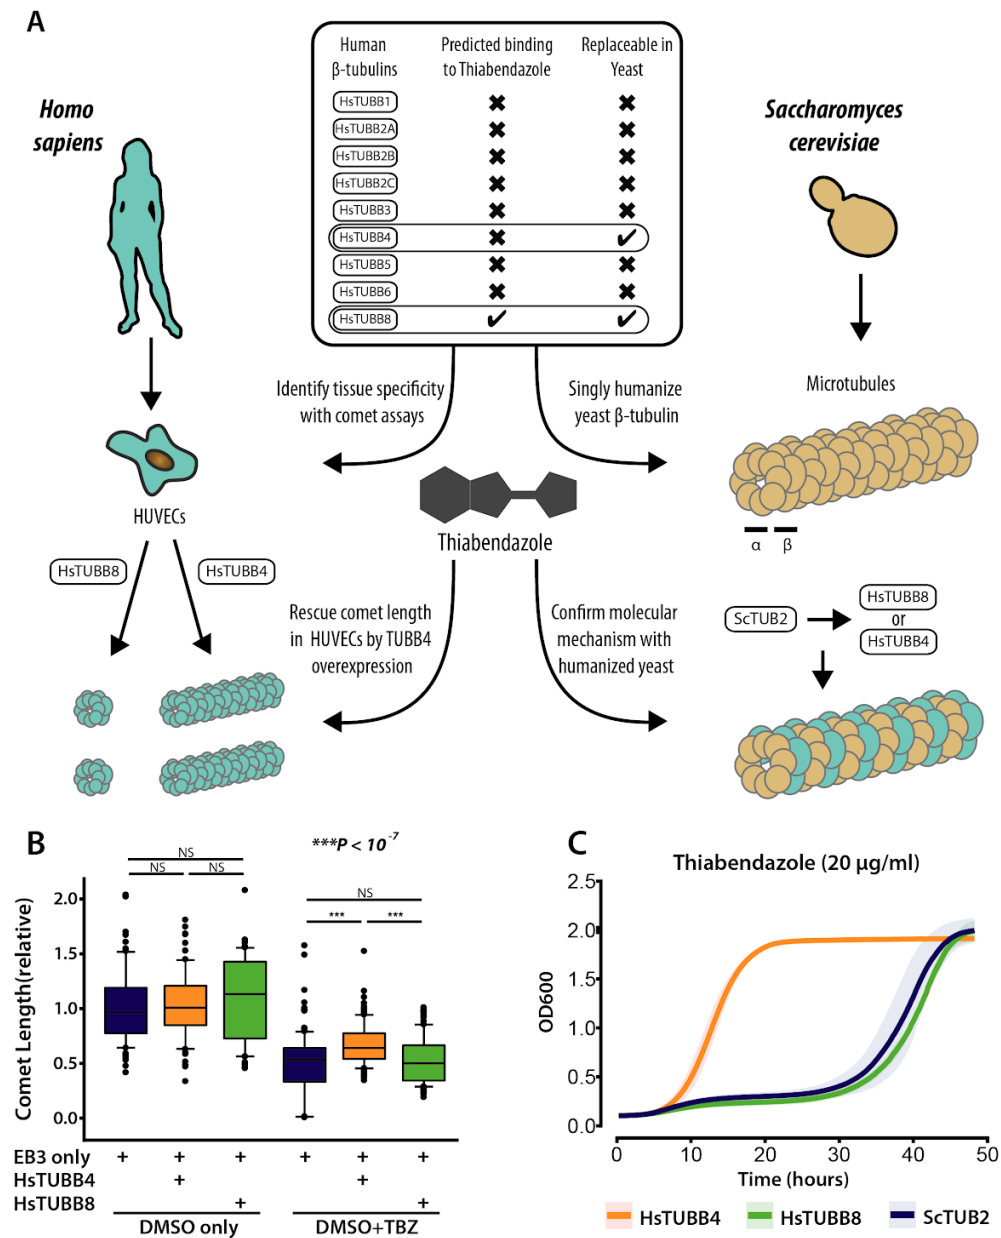 A
Homo
sapiens
Human
β-tubulins
Predicted binding
to Thiabendazole
Replaceable in
Yeast
HsTUBB1 ✖ ✖
HsTUBB2A ✖ ✖
HsTUBB2B ✖ ✖
HsTUBB2C ✖ ✖
HsTUBB3 ✖ ✖
HsTUBB4 ✖ ✔
HsTUBB5 ✖ ✖
HsTUBB6 ✖ ✖
HsTUBB8 ✔ ✔
Saccharomyces
cerevisiae
Identify tissue specificity
with comet assays
Singly humanize
yeast β-tubulin
Microtubules
HUVECs
Thiabendazole
α β
HsTUBB8
HsTUBB4
Rescue comet length
in HUVECs by TUBB4
overexpression
Confirm molecular
mechanism with
humanized yeast
ScTUB2
HsTUBB8
or
HsTUBB4
B
***P < 10-7
NS
NS NS
NS
*** ***
Comet Length(relative)
2.0
1.5
1.0
0.5
0.0
EB3 only + + + + + +
HsTUBB4 + +
HsTUBB8 + +
DMSO only DMSO+TBZ
C
Thiabendazole (20 µg/ml)
OD600
2.5
2.0
1.5
1.0
0.5
0.0
0 10 20 30 40 50
Time (hours)
HsTUBB4 HsTUBB8 ScTUB2